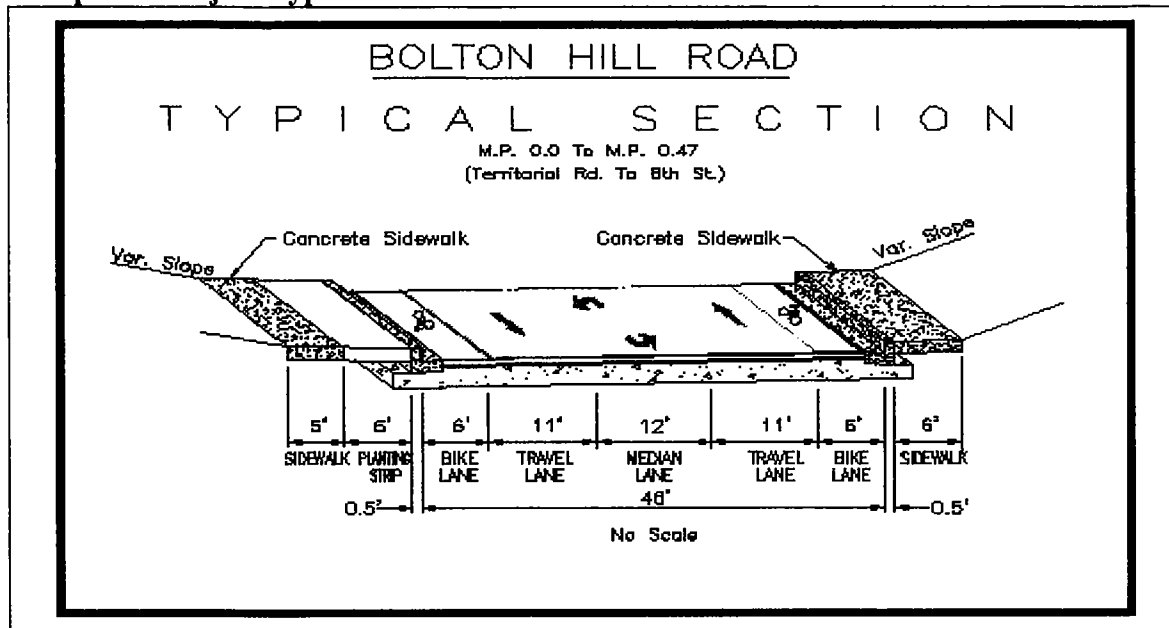 BOLTON HILL ROAD
TYPICAL SECTION
M.P. 0.0 To M.P. 0.47
(Territorial Rd. To 8th St.)
Var. Slope
Concrete Sidewalk
Concrete Sidewalk
Var. Slope
5' 6' 6' 11' 12' 11' 6' 6'
SIDEWALK PLANTING STRIP BIKE LANE TRAVEL LANE MEDIAN LANE TRAVEL LANE BIKE LANE SIDEWALK
0.5' 46' 0.5'
No Scale